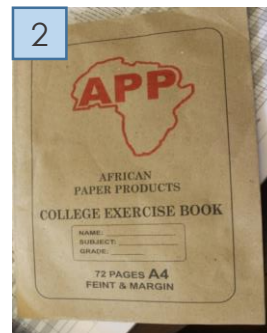 2
APP
AFRICAN
PAPER PRODUCTS
COLLEGE EXERCISE BOOK
NAME:
SUBJECT:
GRADE:
72 PAGES A4
FEINT & MARGIN